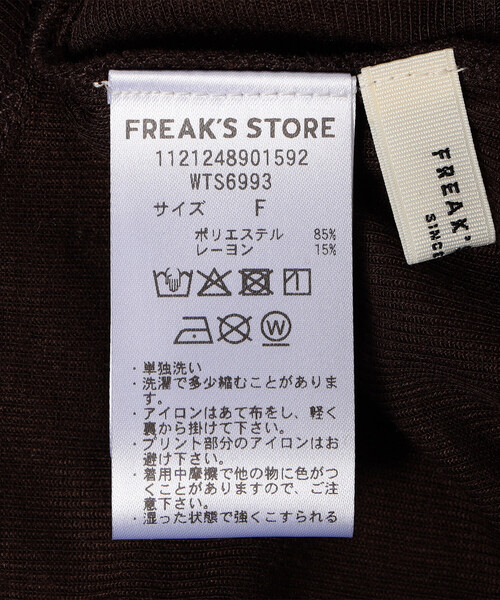 FREAK'S STORE
1121248901592
WTS6993
サイズ F
ポリエステル 85%
レーヨン 15%
W
・単独洗い
・洗濯で多少縮むことがありま
す。
・アイロンはあて布をし、軽く
裏から掛けて下さい。
・プリント部分のアイロンはお
避け下さい。
・着用中摩擦で他の物に色がつ
くことがありますので、ご注
意下さい。
・湿った状態で強くこすられる
FREAK'
SINCE